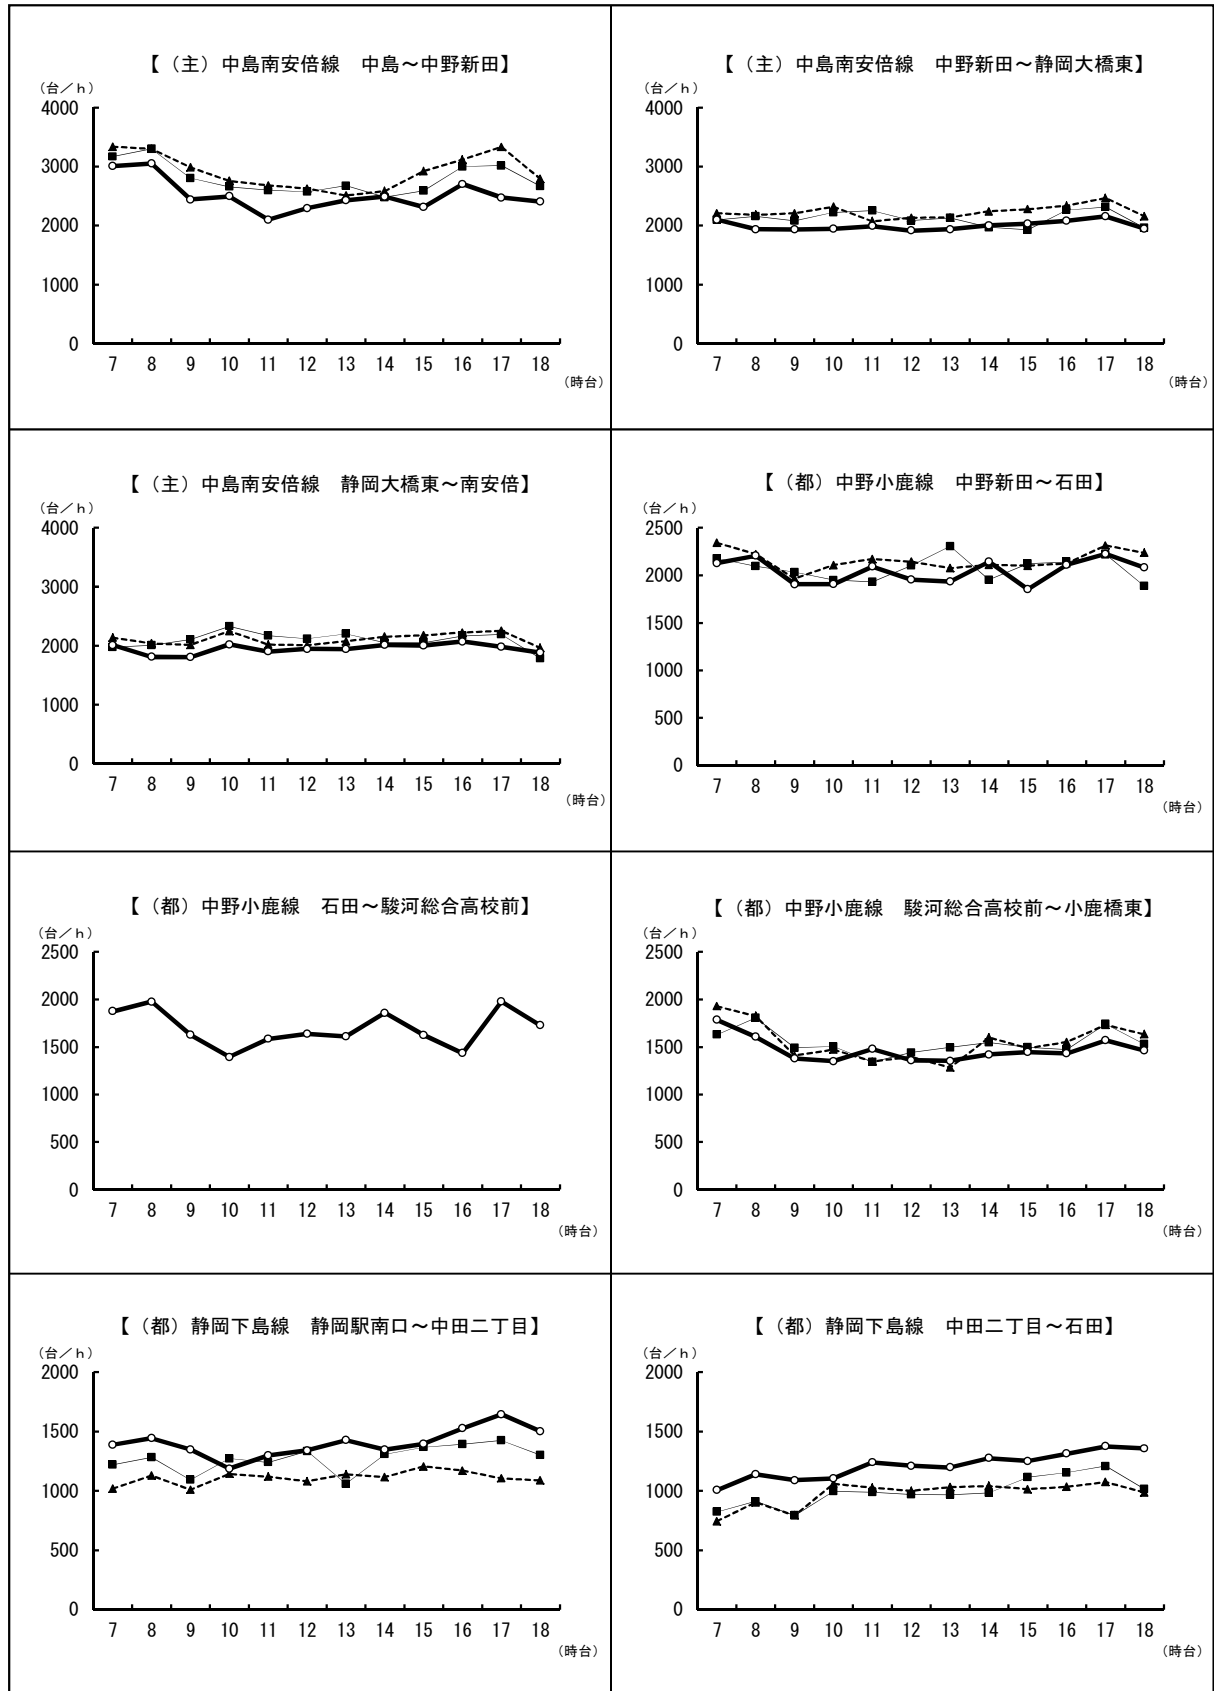 【（主）中島南安倍線　中島～中野新田】
（台／ｈ）
4000
3000
2000
1000
0
7 8 9 10 11 12 13 14 15 16 17 18
（時台）
【（主）中島南安倍線　中野新田～静岡大橋東】
（台／ｈ）
4000
3000
2000
1000
0
7 8 9 10 11 12 13 14 15 16 17 18
（時台）
【（主）中島南安倍線　静岡大橋東～南安倍】
（台／ｈ）
4000
3000
2000
1000
0
7 8 9 10 11 12 13 14 15 16 17 18
（時台）
【（都）中野小鹿線　中野新田～石田】
（台／ｈ）
2500
2000
1500
1000
500
0
7 8 9 10 11 12 13 14 15 16 17 18
（時台）
【（都）中野小鹿線　石田～駿河総合高校前】
（台／ｈ）
2500
2000
1500
1000
500
0
7 8 9 10 11 12 13 14 15 16 17 18
（時台）
【（都）中野小鹿線　駿河総合高校前～小鹿橋東】
（台／ｈ）
2500
2000
1500
1000
500
0
7 8 9 10 11 12 13 14 15 16 17 18
（時台）
【（都）静岡下島線　静岡駅南口～中田二丁目】
（台／ｈ）
2000
1500
1000
500
0
7 8 9 10 11 12 13 14 15 16 17 18
（時台）
【（都）静岡下島線　中田二丁目～石田】
（台／ｈ）
2000
1500
1000
500
0
7 8 9 10 11 12 13 14 15 16 17 18
（時台）